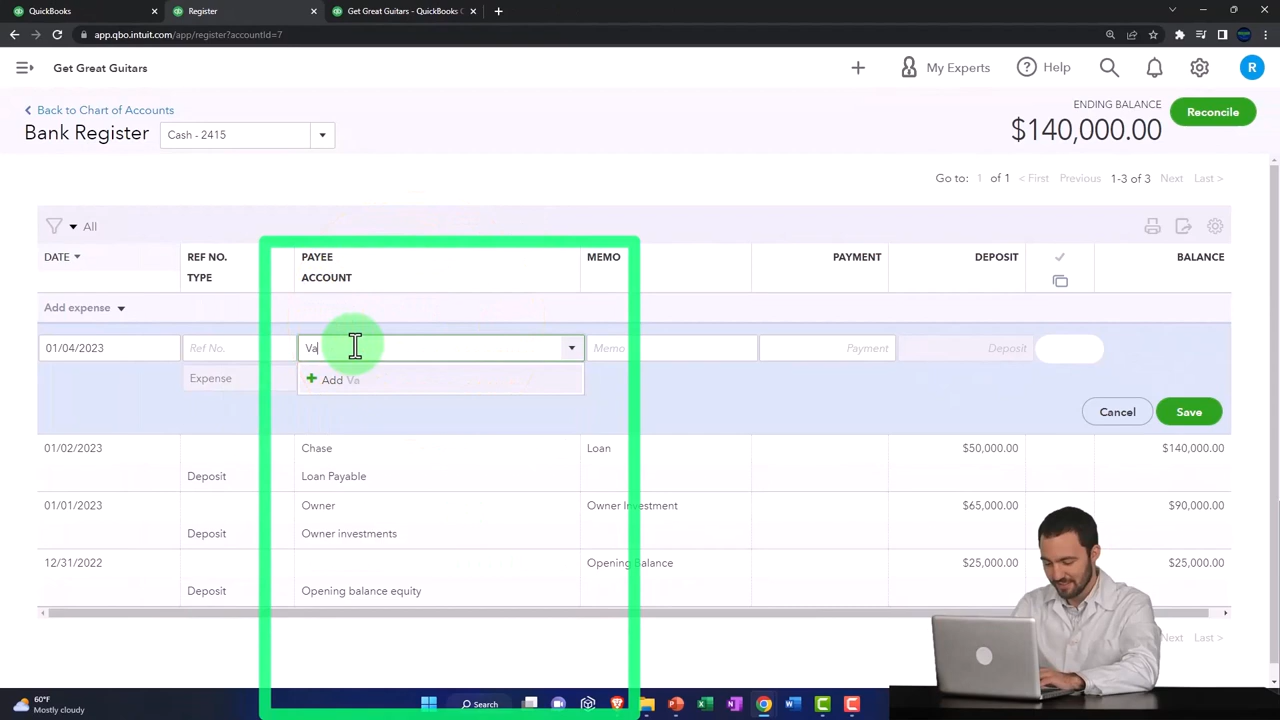 QuickBooks
Register
Get Great Guitars - QuickBooks C
app.qbo.intuit.com/app/register?accountId=7
Get Great Guitars
My Experts
Help
R
Back to Chart of Accounts
Bank Register
Cash - 2415
ENDING BALANCE
$140,000.00
Reconcile
Go to: 1 of 1 < First Previous 1-3 of 3 Next Last >
All
DATE REF NO. PAYEE MEMO PAYMENT DEPOSIT BALANCE
TYPE ACCOUNT
Add expense
01/04/2023 Ref No. Va Memo Payment Deposit
Expense Add Va
Cancel Save
01/02/2023 Chase Loan $50,000.00 $140,000.00
Deposit Loan Payable
01/01/2023 Owner Owner Investment $65,000.00 $90,000.00
Deposit Owner investments
12/31/2022 Opening Balance $25,000.00 $25,000.00
Deposit Opening balance equity
Next Last >
60°F
Mostly cloudy
Search